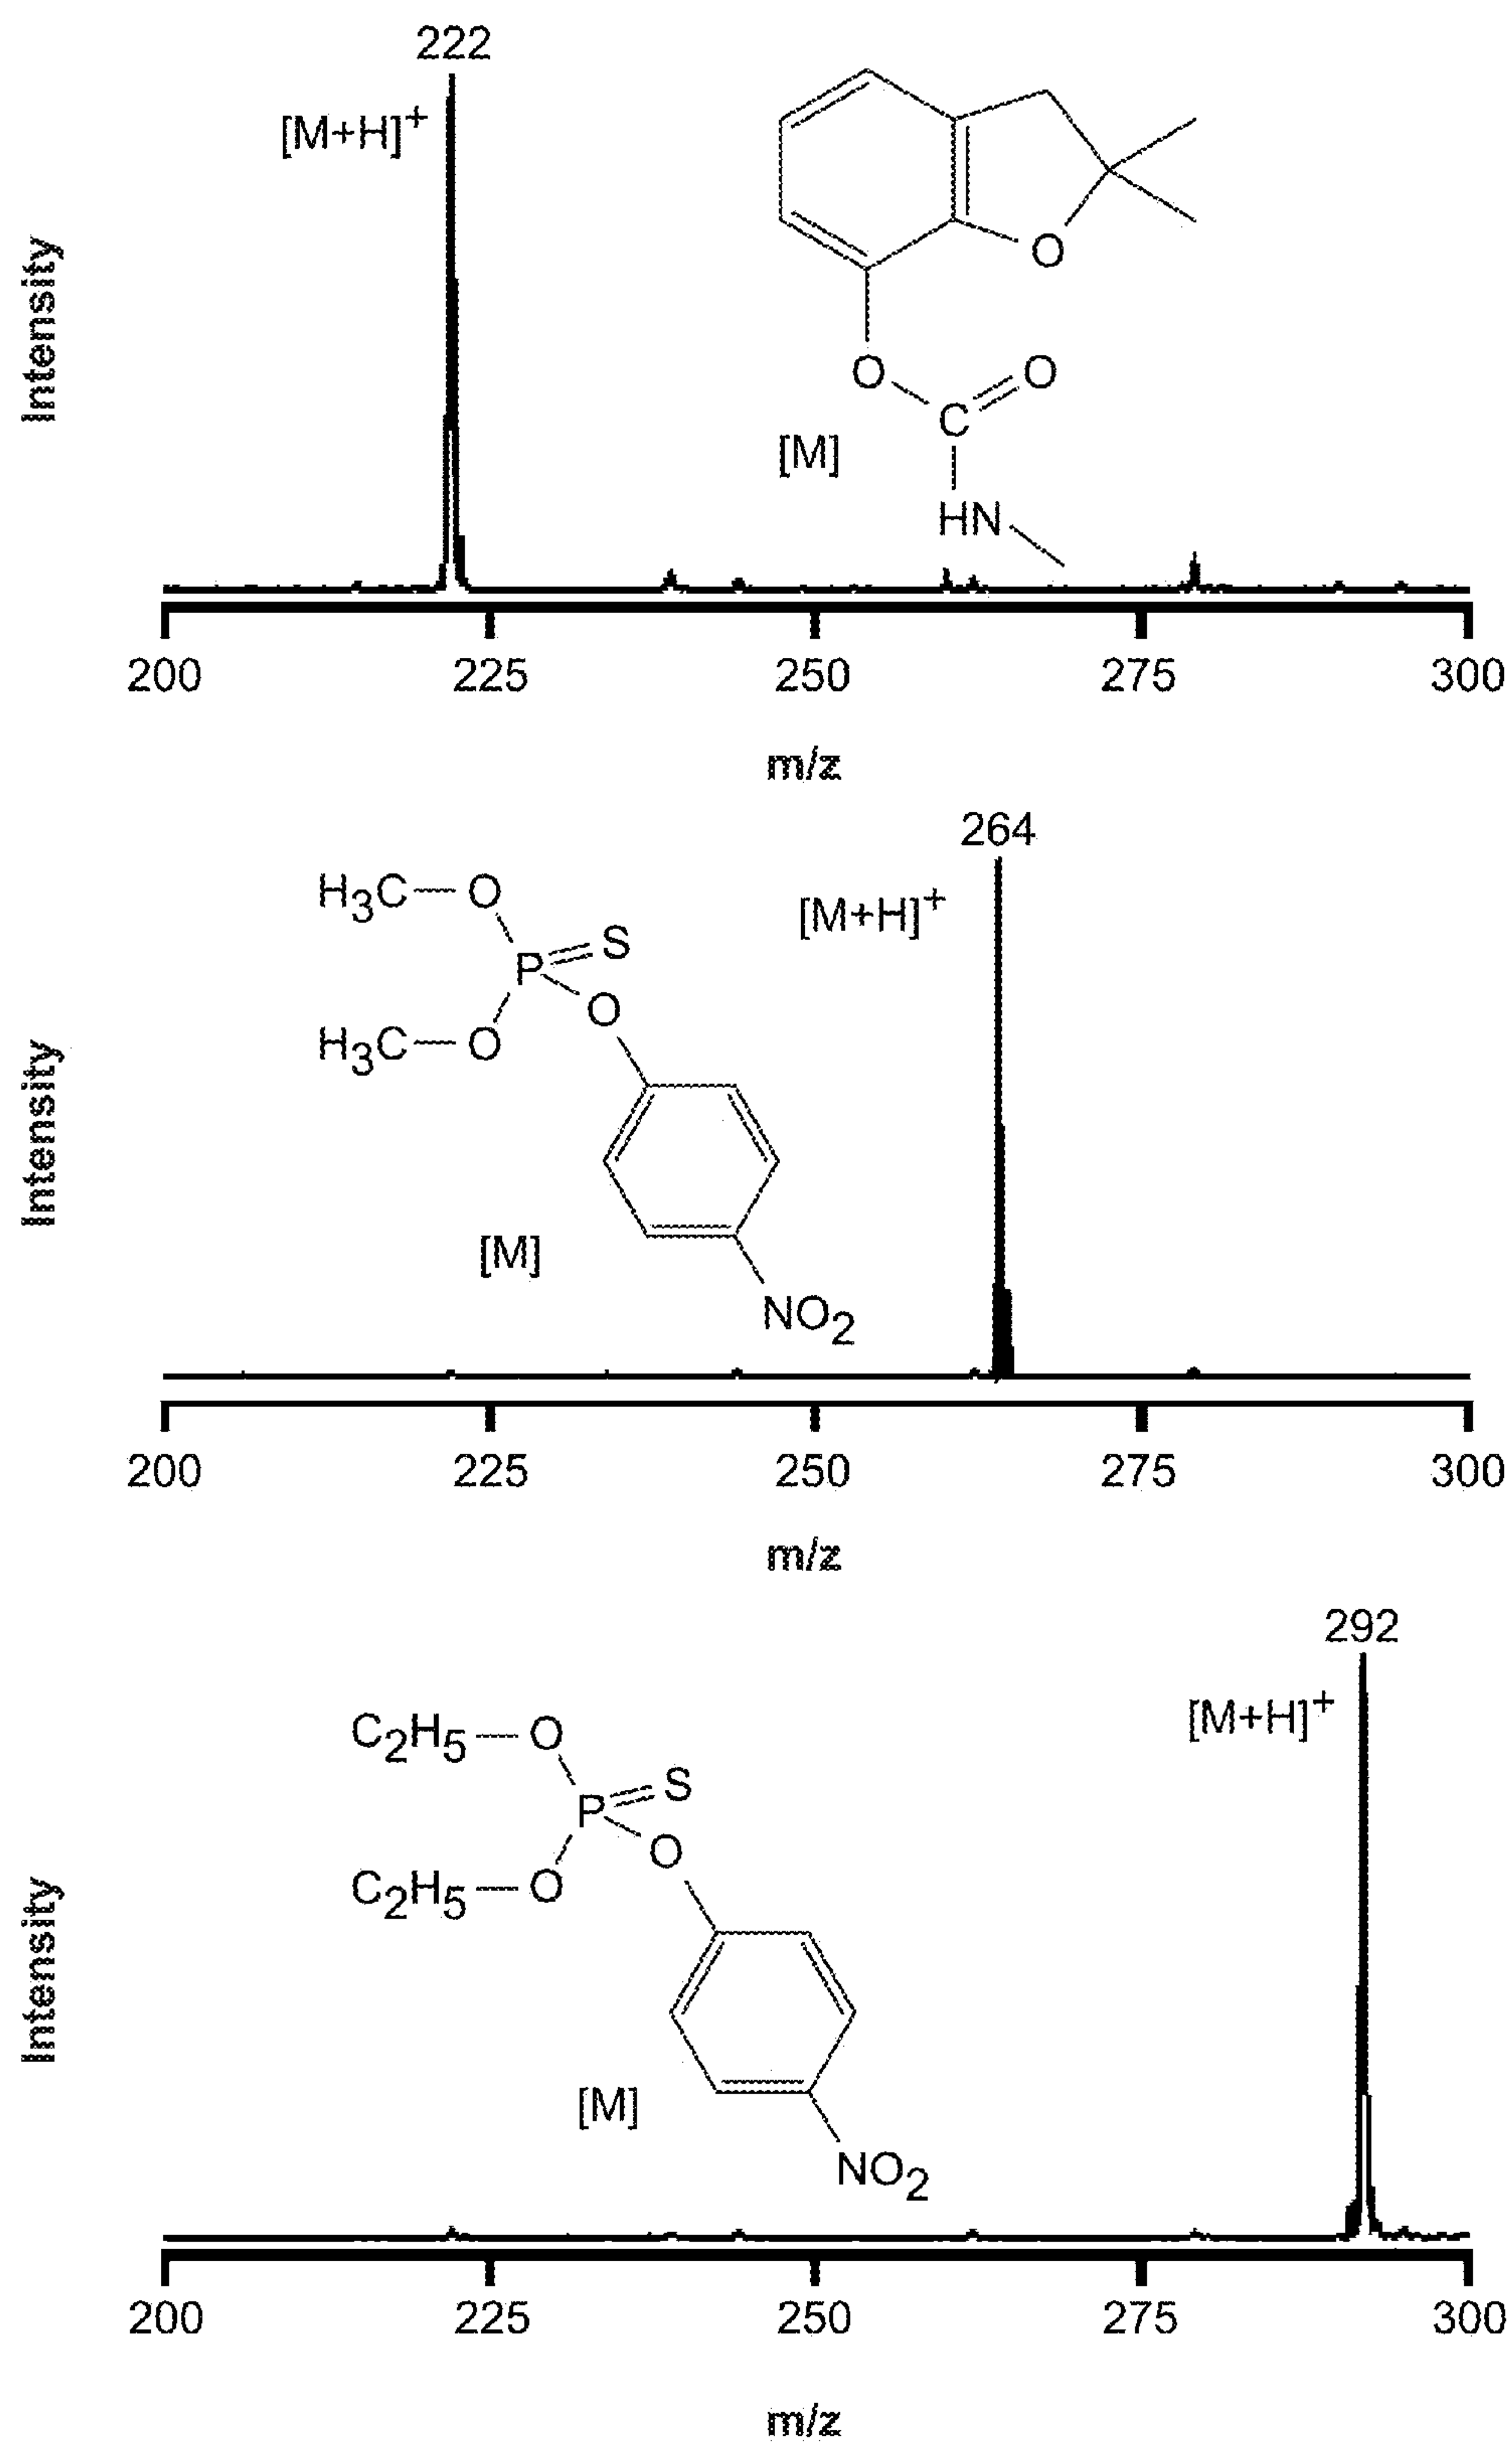 222
[M+H]+
Intensity
O
O
O
C
[M]
HN
200 225 250 275 300
m/z
264
H3C O
[M+H]+
S
P
O
H3C O
Intensity
[M]
NO2
200 225 250 275 300
m/z
292
[M+H]+
C2H5 O
S
P
O
C2H5 O
Intensity
[M]
NO2
200 225 250 275 300
m/z